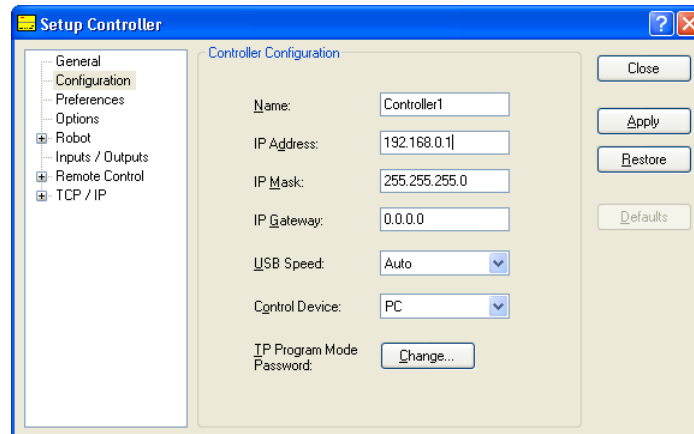 Setup Controller
General
Configuration
Preferences
Options
Robot
Inputs / Outputs
Remote Control
TCP / IP
Controller Configuration
Name: Controller1
IP Address: 192.168.0.1
IP Mask: 255.255.255.0
IP Gateway: 0.0.0.0
USB Speed: Auto
Control Device: PC
TP Program Mode
Password:
Change...
Close
Apply
Restore
Defaults